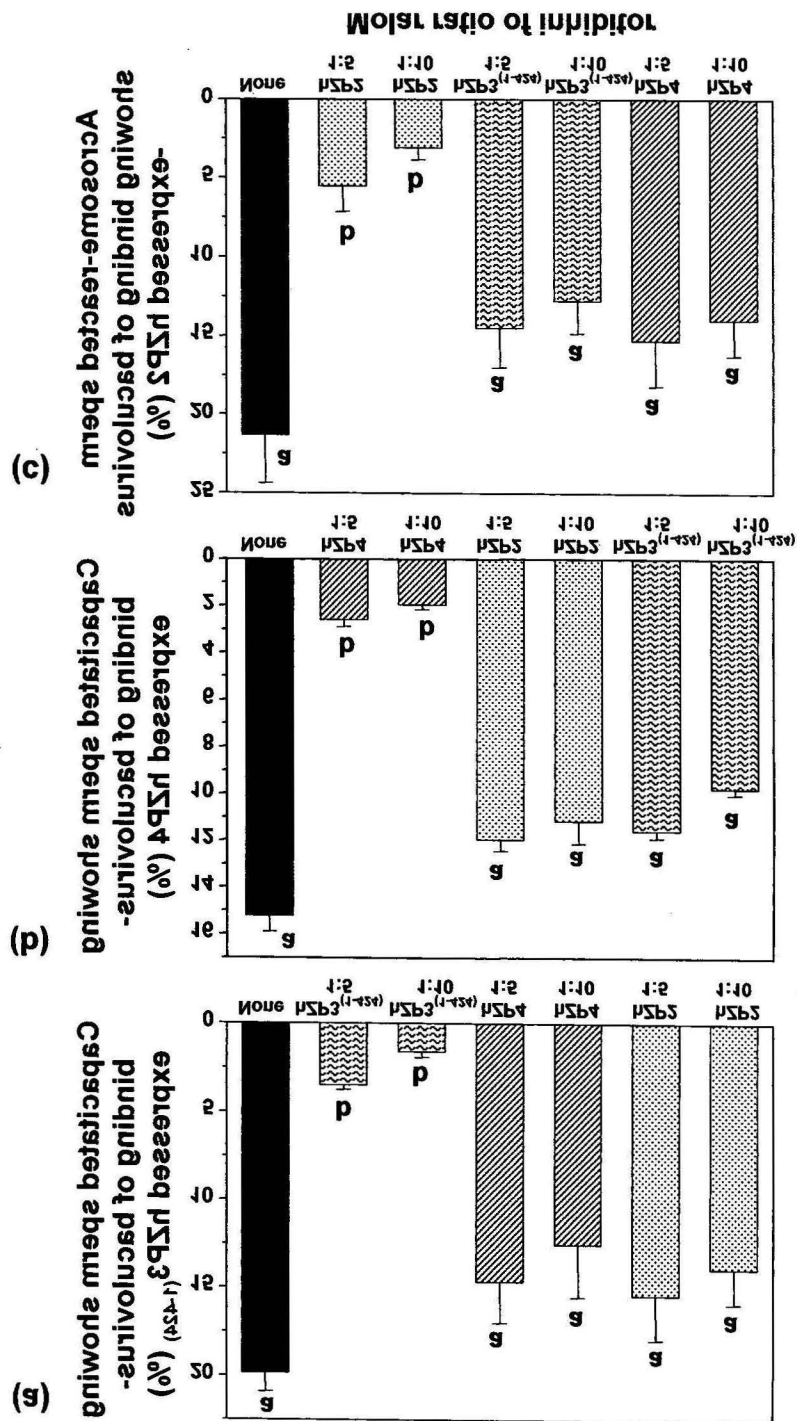 (a)
Capacitated sperm showing
binding of baculovirus-
expressed hZP3(1-424) (%)
20
15
10
5
0
a
b
b
a
a
a
a
None
hZP3(1-424)
1:5
hZP3(1-424)
1:10
hZP4
1:5
hZP4
1:10
hZP2
1:5
hZP2
1:10
(b)
Capacitated sperm showing
binding of baculovirus-
expressed hZP4 (%)
16
14
12
10
8
6
4
2
0
a
b
b
a
a
a
a
None
hZP4
1:5
hZP4
1:10
hZP2
1:5
hZP2
1:10
hZP3(1-424)
1:5
hZP3(1-424)
1:10
(c)
Acrosome-reacted sperm
showing binding of baculovirus
-expressed hZP2 (%)
25
20
15
10
5
0
a
b
b
a
a
a
a
None
hZP2
1:5
hZP2
1:10
hZP3(1-424)
1:5
hZP3(1-424)
1:10
hZP4
1:5
hZP4
1:10
Molar ratio of inhibitor